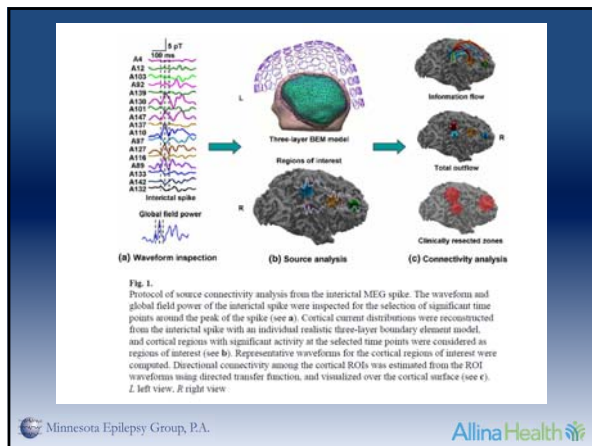 5 pT
100 ms
A4
A12
A103
A92
A139
A138
A101
A147
A137
A110
A87
A127
A116
A89
A133
A142
A132
Interictal spike
Global field power
(a) Waveform inspection
L
Three-layer BEM model
Regions of interest
R
(b) Source analysis
Information flow
R
Total outflow
Clinically resected zones
(c) Connectivity analysis
Fig. 1.
Protocol of source connectivity analysis from the interictal MEG spike. The waveform and
global field power of the interictal spike were inspected for the selection of significant time
points around the peak of the spike (see a). Cortical current distributions were reconstructed
from the interictal spike with an individual realistic three-layer boundary element model,
and cortical regions with significant activity at the selected time points were considered as
regions of interest (see b). Representative waveforms for the cortical regions of interest were
computed. Directional connectivity among the cortical ROIs was estimated from the ROI
waveforms using directed transfer function, and visualized over the cortical surface (see c).
L left view, R right view
Minnesota Epilepsy Group, P.A.
Allina Health